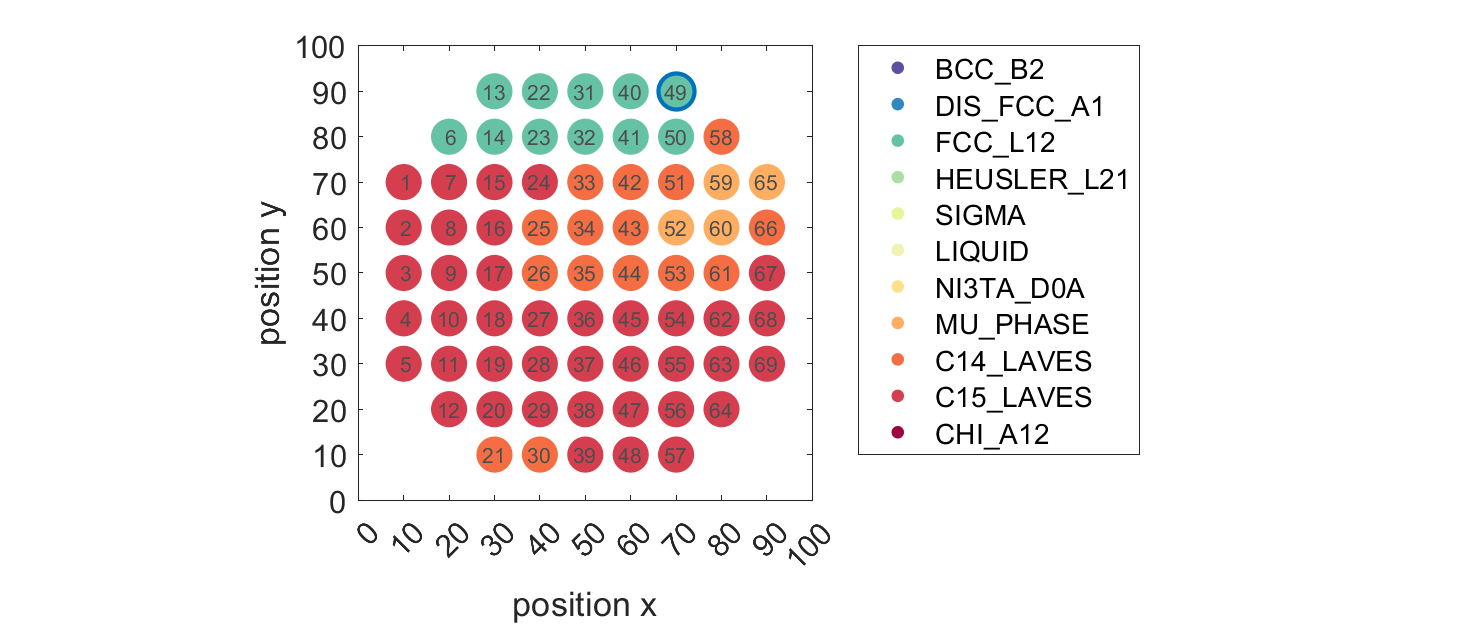 100
90
80
70
60
50
40
30
20
10
0
position y
13 22 31 40 49
6 14 23 32 41 50 58
1 7 15 24 33 42 51 59 65
2 8 16 25 34 43 52 60 66
3 9 17 26 35 44 53 61 67
4 10 18 27 36 45 54 62 68
5 11 19 28 37 46 55 63 69
12 20 29 38 47 56 64
21 30 39 48 57
0 10 20 30 40 50 60 70 80 90 100
position x
BCC_B2
DIS_FCC_A1
FCC_L12
HEUSLER_L21
SIGMA
LIQUID
NI3TA_D0A
MU_PHASE
C14_LAVES
C15_LAVES
CHI_A12